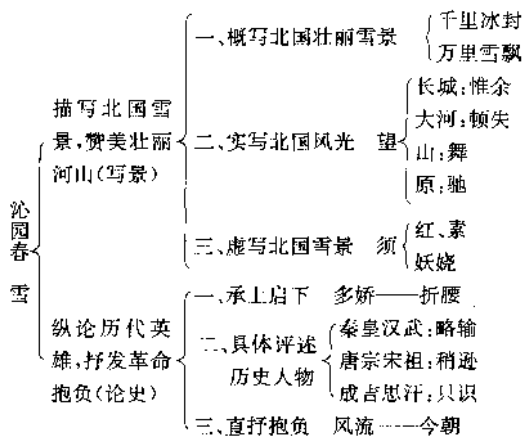 沁园春 雪
描写北国雪
景,赞美壮丽
河山(写景)
一、概写北国壮丽雪景
千里冰封
万里雪飘
二、实写北国风光 望
长城:惟余
大河:顿失
山:舞
原:驰
三、虚写北国雪景 须
红、素
妖娆
纵论历代英
雄,抒发革命
抱负(论史)
一、承上启下 多娇——折腰
二、具体评述
历史人物
秦皇汉武:略输
唐宗宋祖:稍逊
成吉思汗:只识
三、直抒抱负 风流——今朝